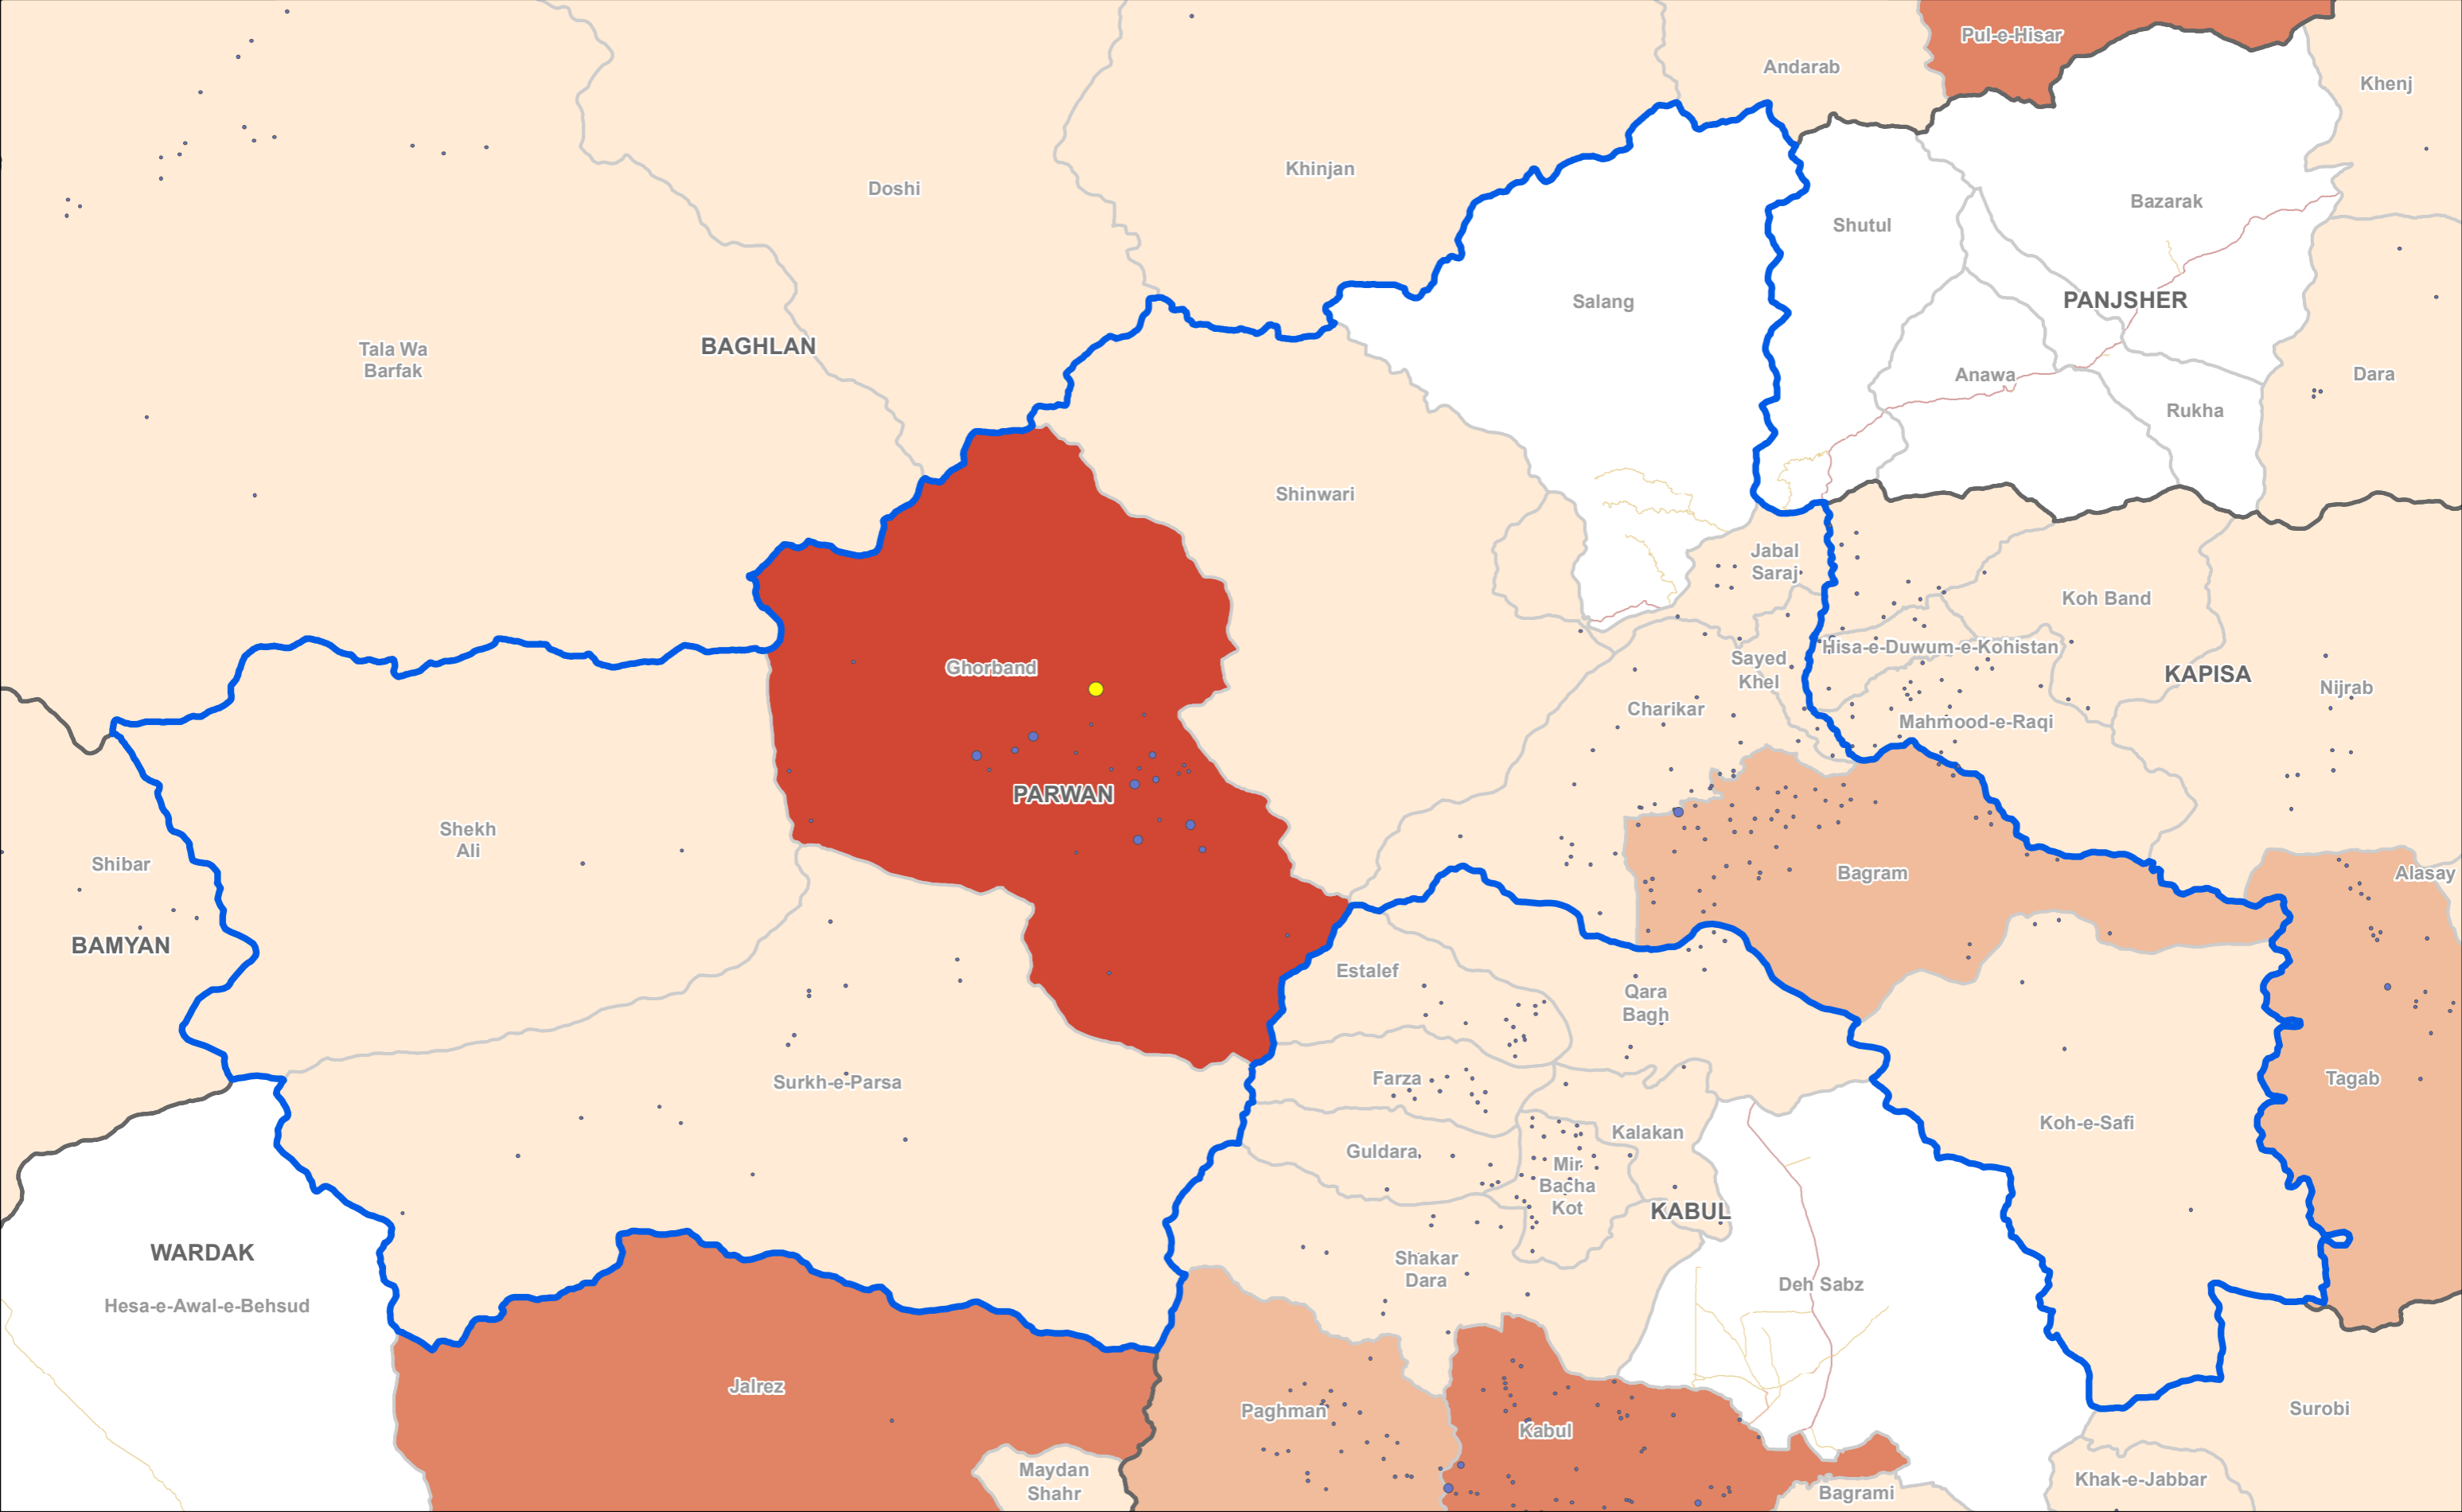 Pul-e-Hisar
Andarab
Khenj
Khinjan
Doshi
Bazarak
Shutul
PANJSHER
Salang
BAGHLAN
Tala Wa
Barfak
Anawa
Dara
Rukha
Shinwari
Jabal
Saraj
Koh Band
Hisa-e-Duwum-e-Kohistan
Sayed
Khel
Ghorband
KAPISA
Nijrab
Charikar
Mahmood-e-Raqi
PARWAN
Shekh
Ali
Shibar
Bagram
Alasay
BAMYAN
Estalef
Qara
Bagh
Farza
Surkh-e-Parsa
Tagab
Koh-e-Safi
Kalakan
Guldara
Mir
Bacha
Kot
KABUL
WARDAK
Shakar
Dara
Deh Sabz
Hesa-e-Awal-e-Behsud
Jalrez
Paghman
Kabul
Surobi
Maydan
Shahr
Khak-e-Jabbar
Bagrami